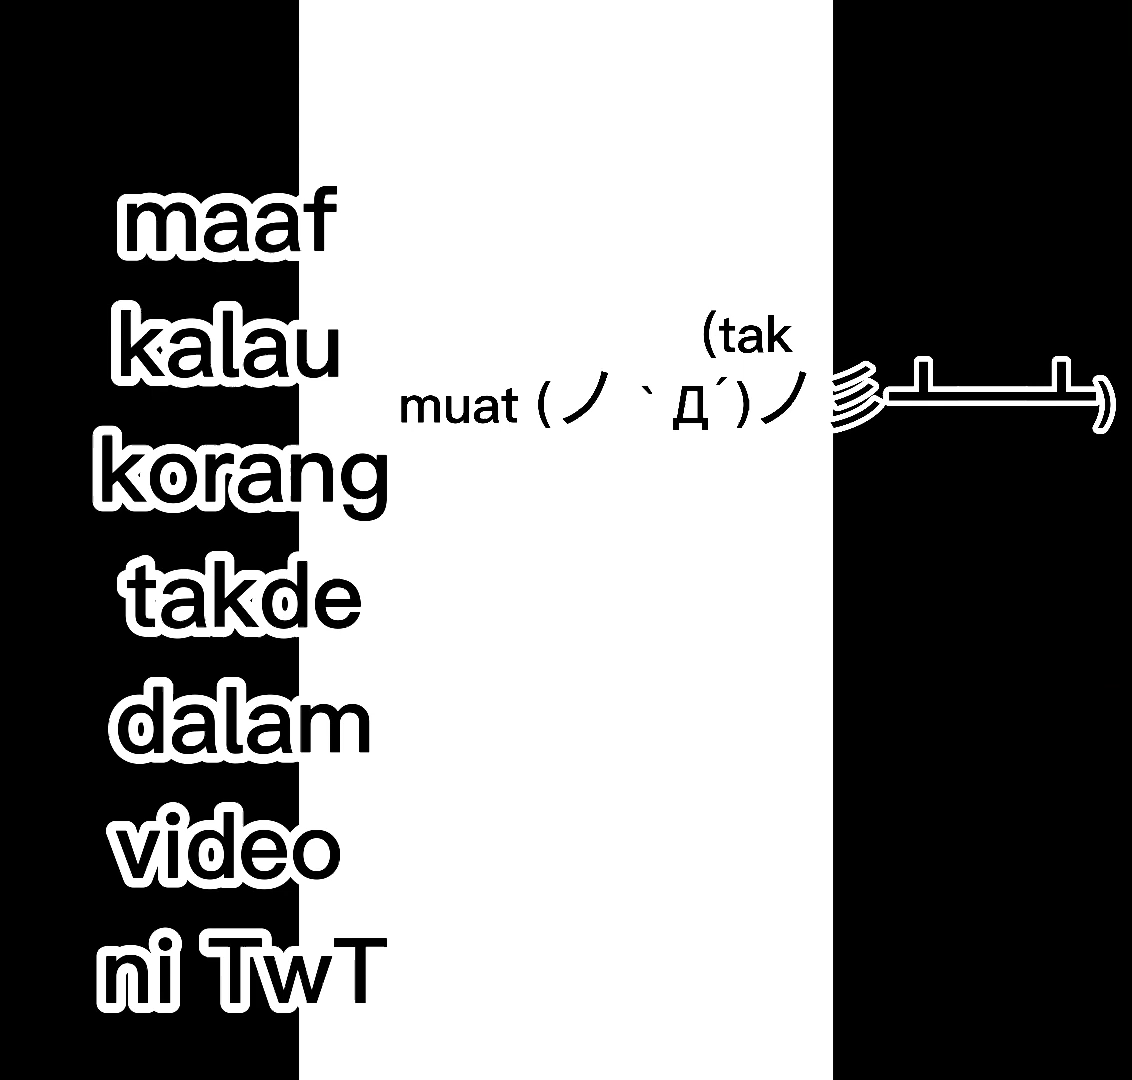 maaf
kalau
korang
takde
dalam
video
ni TwT
(tak
muat (ノ｀Д´)ノ彡┻━┻)